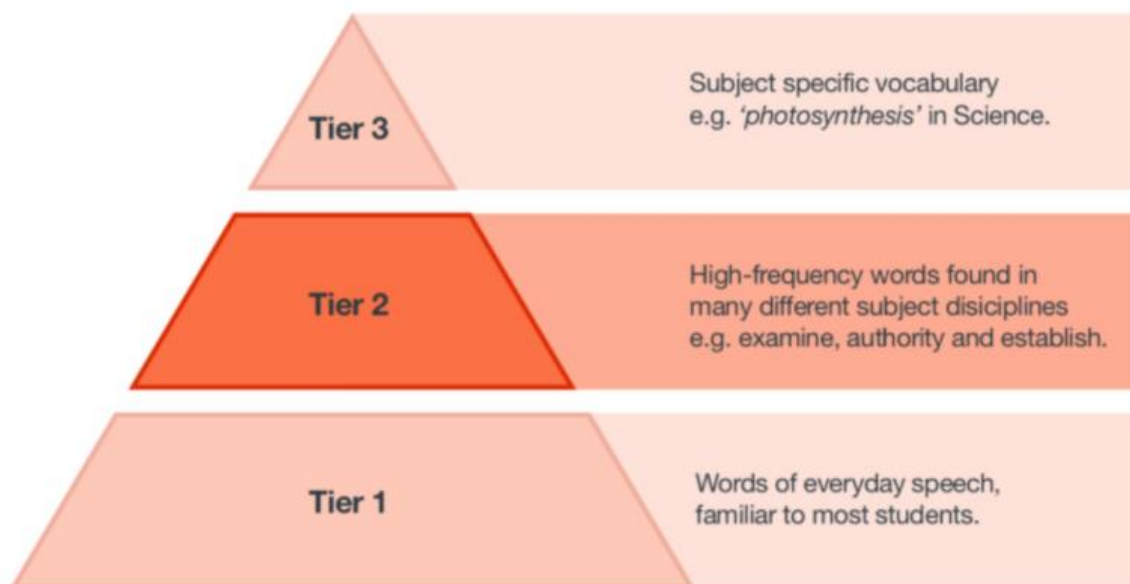 Tier 3
Subject specific vocabulary
e.g. ‘photosynthesis’ in Science.
Tier 2
High-frequency words found in
many different subject disiciplines
e.g. examine, authority and establish.
Tier 1
Words of everyday speech,
familiar to most students.